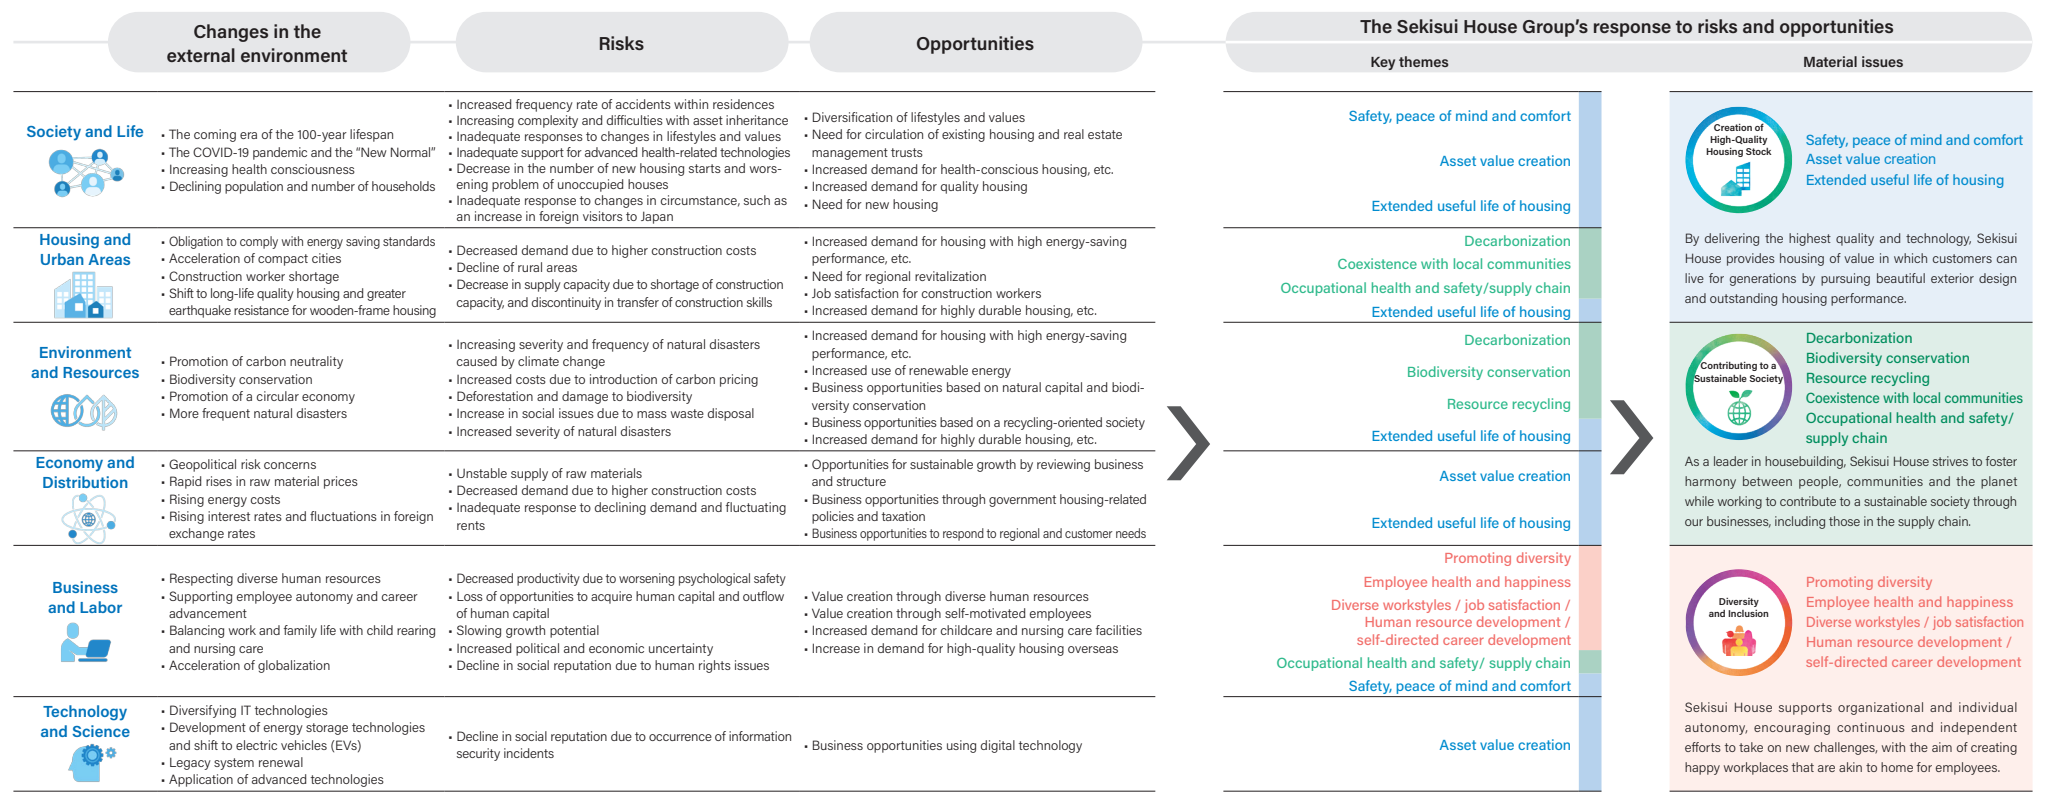 Changes in the
external environment
Risks
Opportunities
The Sekisui House Group's response to risks and opportunities
Key themes
Material issues
Society and Life
• The coming era of the 100-year lifespan
• The COVID-19 pandemic and the “New Normal”
• Increasing health consciousness
• Declining population and number of households
• Increased frequency rate of accidents within residences
• Increasing complexity and difficulties with asset inheritance
• Inadequate responses to changes in lifestyles and values
• Inadequate support for advanced health-related technologies
• Decrease in the number of new housing starts and wors-
ening problem of unoccupied houses
• Inadequate response to changes in circumstance, such as
an increase in foreign visitors to Japan
• Diversification of lifestyles and values
• Need for circulation of existing housing and real estate
management trusts
• Increased demand for health-conscious housing, etc.
• Increased demand for quality housing
• Need for new housing
Safety, peace of mind and comfort
Asset value creation
Extended useful life of housing
Housing and
Urban Areas
• Obligation to comply with energy saving standards
• Acceleration of compact cities
• Construction worker shortage
• Shift to long-life quality housing and greater
earthquake resistance for wooden-frame housing
• Decreased demand due to higher construction costs
• Decline of rural areas
• Decrease in supply capacity due to shortage of construction
capacity, and discontinuity in transfer of construction skills
• Increased demand for housing with high energy-saving
performance, etc.
• Need for regional revitalization
• Job satisfaction for construction workers
• Increased demand for highly durable housing, etc.
Decarbonization
Coexistence with local communities
Occupational health and safety/supply chain
Extended useful life of housing
Environment
and Resources
• Promotion of carbon neutrality
• Biodiversity conservation
• Promotion of a circular economy
• More frequent natural disasters
• Increasing severity and frequency of natural disasters
caused by climate change
• Increased costs due to introduction of carbon pricing
• Deforestation and damage to biodiversity
• Increase in social issues due to mass waste disposal
• Increased severity of natural disasters
• Increased demand for housing with high energy-saving
performance, etc.
• Increased use of renewable energy
• Business opportunities based on natural capital and biodi-
versity conservation
• Business opportunities based on a recycling-oriented society
• Increased demand for highly durable housing, etc.
Decarbonization
Biodiversity conservation
Resource recycling
Extended useful life of housing
Economy and
Distribution
• Geopolitical risk concerns
• Rapid rises in raw material prices
• Rising energy costs
• Rising interest rates and fluctuations in foreign
exchange rates
• Unstable supply of raw materials
• Decreased demand due to higher construction costs
• Inadequate response to declining demand and fluctuating
rents
• Opportunities for sustainable growth by reviewing business
and structure
• Business opportunities through government housing-related
policies and taxation
• Business opportunities to respond to regional and customer needs
Asset value creation
Extended useful life of housing
Business
and Labor
• Respecting diverse human resources
• Supporting employee autonomy and career
advancement
• Balancing work and family life with child rearing
and nursing care
• Acceleration of globalization
• Decreased productivity due to worsening psychological safety
• Loss of opportunities to acquire human capital and outflow
of human capital
• Slowing growth potential
• Increased political and economic uncertainty
• Decline in social reputation due to human rights issues
• Value creation through diverse human resources
• Value creation through self-motivated employees
• Increased demand for childcare and nursing care facilities
• Increase in demand for high-quality housing overseas
Promoting diversity
Employee health and happiness
Diverse workstyles / job satisfaction /
Human resource development /
self-directed career development
Occupational health and safety/ supply chain
Safety, peace of mind and comfort
Technology
and Science
• Diversifying IT technologies
• Development of energy storage technologies
and shift to electric vehicles (EVs)
• Legacy system renewal
• Application of advanced technologies
• Decline in social reputation due to occurrence of information
security incidents
• Business opportunities using digital technology
Asset value creation
Creation of
High-Quality
Housing Stock
Safety, peace of mind and comfort
Asset value creation
Extended useful life of housing
By delivering the highest quality and technology, Sekisui
House provides housing of value in which customers can
live for generations by pursuing beautiful exterior design
and outstanding housing performance.
Contributing to a
Sustainable Society
Decarbonization
Biodiversity conservation
Resource recycling
Coexistence with local communities
Occupational health and safety/
supply chain
As a leader in housebuilding, Sekisui House strives to foster
harmony between people, communities and the planet
while working to contribute to a sustainable society through
our businesses, including those in the supply chain.
Diversity
and Inclusion
Promoting diversity
Employee health and happiness
Diverse workstyles / job satisfaction
Human resource development /
self-directed career development
Sekisui House supports organizational and individual
autonomy, encouraging continuous and independent
efforts to take on new challenges, with the aim of creating
happy workplaces that are akin to home for employees.